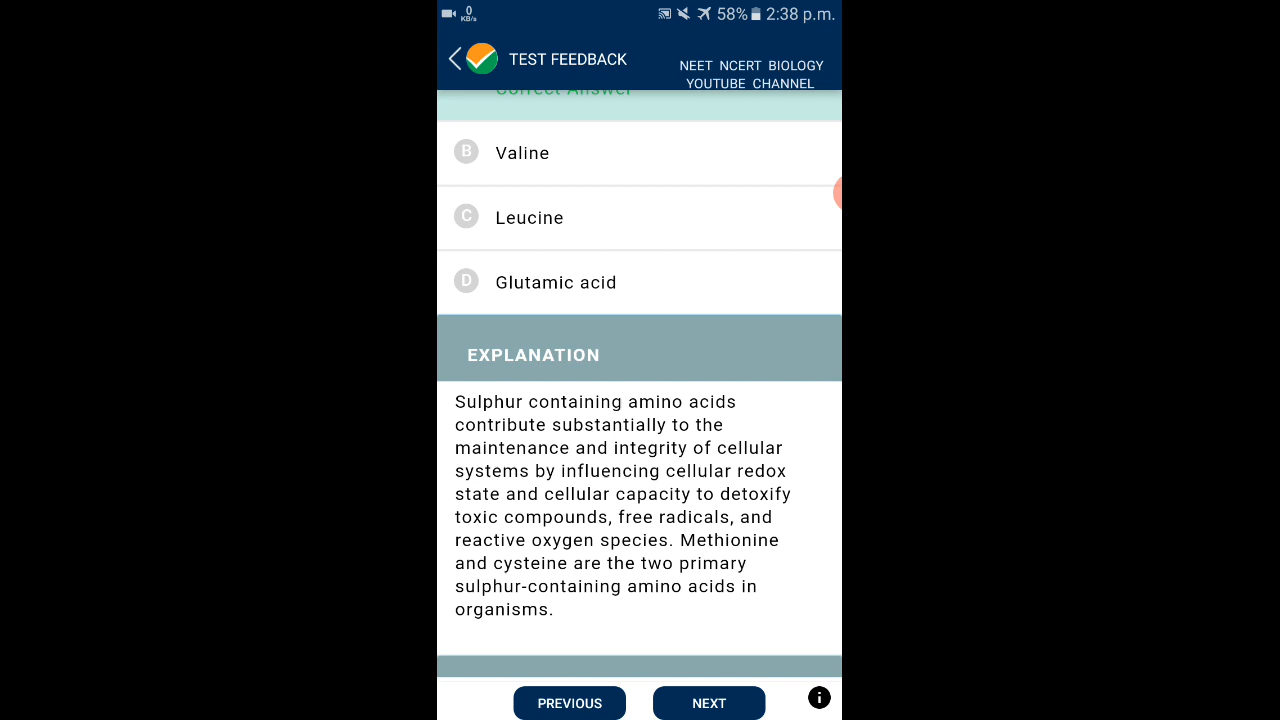 0
KB/s
58% 2:38 p.m.
TEST FEEDBACK
NEET NCERT BIOLOGY
YOUTUBE CHANNEL
Correct Answer
B Valine
C Leucine
D Glutamic acid
EXPLANATION
Sulphur containing amino acids
contribute substantially to the
maintenance and integrity of cellular
systems by influencing cellular redox
state and cellular capacity to detoxify
toxic compounds, free radicals, and
reactive oxygen species. Methionine
and cysteine are the two primary
sulphur-containing amino acids in
organisms.
PREVIOUS
NEXT
i